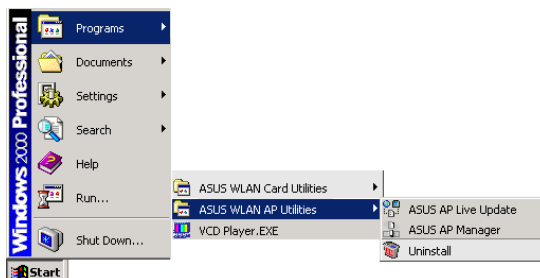 Windows 2000 Professional
Programs
Documents
Settings
Search
Help
Run...
Shut Down...
Start
ASUS WLAN Card Utilities
ASUS WLAN AP Utilities
VCD Player.EXE
ASUS AP Live Update
ASUS AP Manager
Uninstall